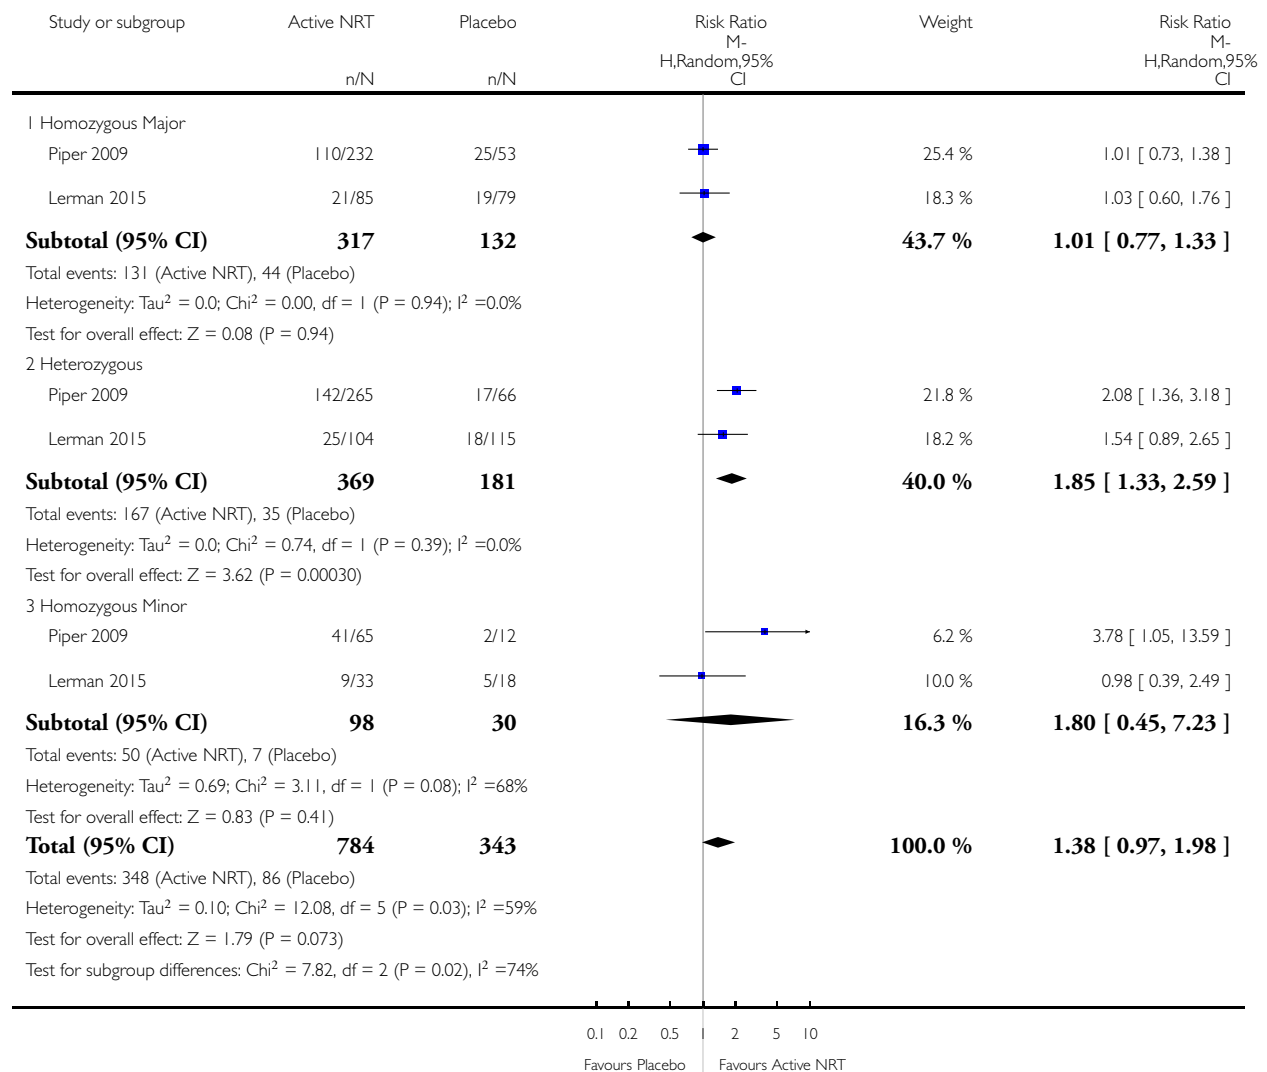 Study or subgroup Active NRT Placebo Risk Ratio Weight Risk Ratio
M- M-
H,Random,95% H,Random,95%
n/N n/N CI CI
1 Homozygous Major
Piper 2009 110/232 25/53 25.4 % 1.01 [ 0.73, 1.38 ]
Lerman 2015 21/85 19/79 18.3 % 1.03 [ 0.60, 1.76 ]
Subtotal (95% CI) 317 132 43.7 % 1.01 [ 0.77, 1.33 ]
Total events: 131 (Active NRT), 44 (Placebo)
Heterogeneity: Tau² = 0.0; Chi² = 0.00, df = 1 (P = 0.94); I² =0.0%
Test for overall effect: Z = 0.08 (P = 0.94)
2 Heterozygous
Piper 2009 142/265 17/66 21.8 % 2.08 [ 1.36, 3.18 ]
Lerman 2015 25/104 18/115 18.2 % 1.54 [ 0.89, 2.65 ]
Subtotal (95% CI) 369 181 40.0 % 1.85 [ 1.33, 2.59 ]
Total events: 167 (Active NRT), 35 (Placebo)
Heterogeneity: Tau² = 0.0; Chi² = 0.74, df = 1 (P = 0.39); I² =0.0%
Test for overall effect: Z = 3.62 (P = 0.00030)
3 Homozygous Minor
Piper 2009 41/65 2/12 6.2 % 3.78 [ 1.05, 13.59 ]
Lerman 2015 9/33 5/18 10.0 % 0.98 [ 0.39, 2.49 ]
Subtotal (95% CI) 98 30 16.3 % 1.80 [ 0.45, 7.23 ]
Total events: 50 (Active NRT), 7 (Placebo)
Heterogeneity: Tau² = 0.69; Chi² = 3.11, df = 1 (P = 0.08); I² =68%
Test for overall effect: Z = 0.83 (P = 0.41)
Total (95% CI) 784 343 100.0 % 1.38 [ 0.97, 1.98 ]
Total events: 348 (Active NRT), 86 (Placebo)
Heterogeneity: Tau² = 0.10; Chi² = 12.08, df = 5 (P = 0.03); I² =59%
Test for overall effect: Z = 1.79 (P = 0.073)
Test for subgroup differences: Chi² = 7.82, df = 2 (P = 0.02), I² =74%
0.1 0.2 0.5 1 2 5 10
Favours Placebo Favours Active NRT